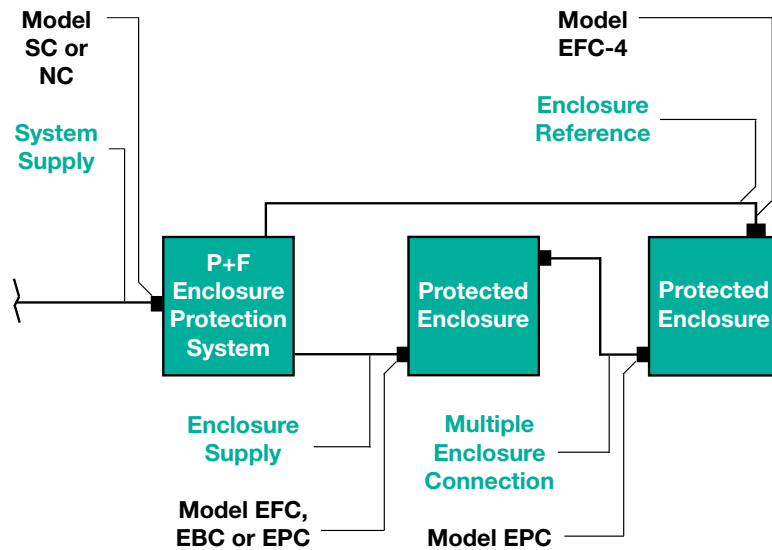 Model
SC or
NC
Model
EFC-4
System
Supply
Enclosure
Reference
P+F
Enclosure
Protection
System
Protected
Enclosure
Protected
Enclosure
Enclosure
Supply
Multiple
Enclosure
Connection
Model EFC,
EBC or EPC
Model EPC